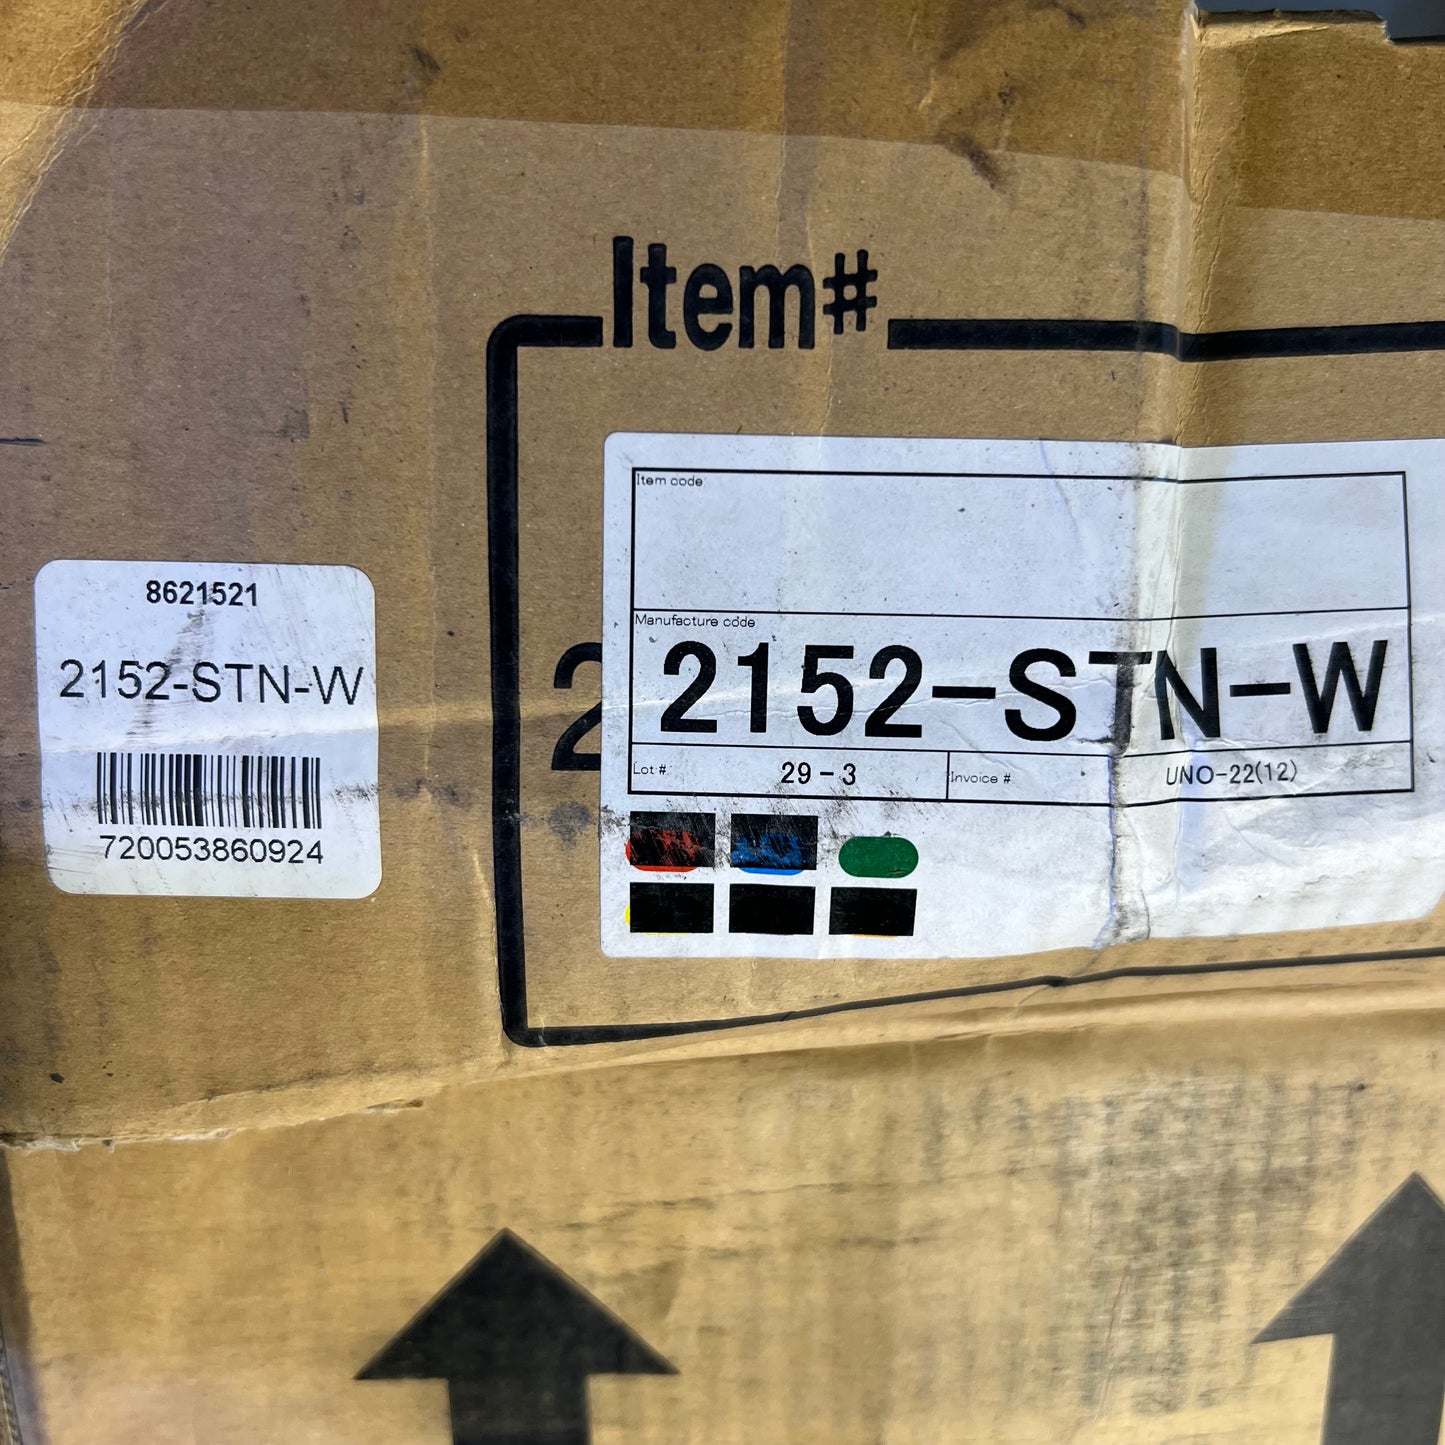 Item#
8621521
2152-STN-W
720053860924
2
Item code
Manufacture code
2152-STN-W
Lot # 29-3 Invoice # UNO-22(12)